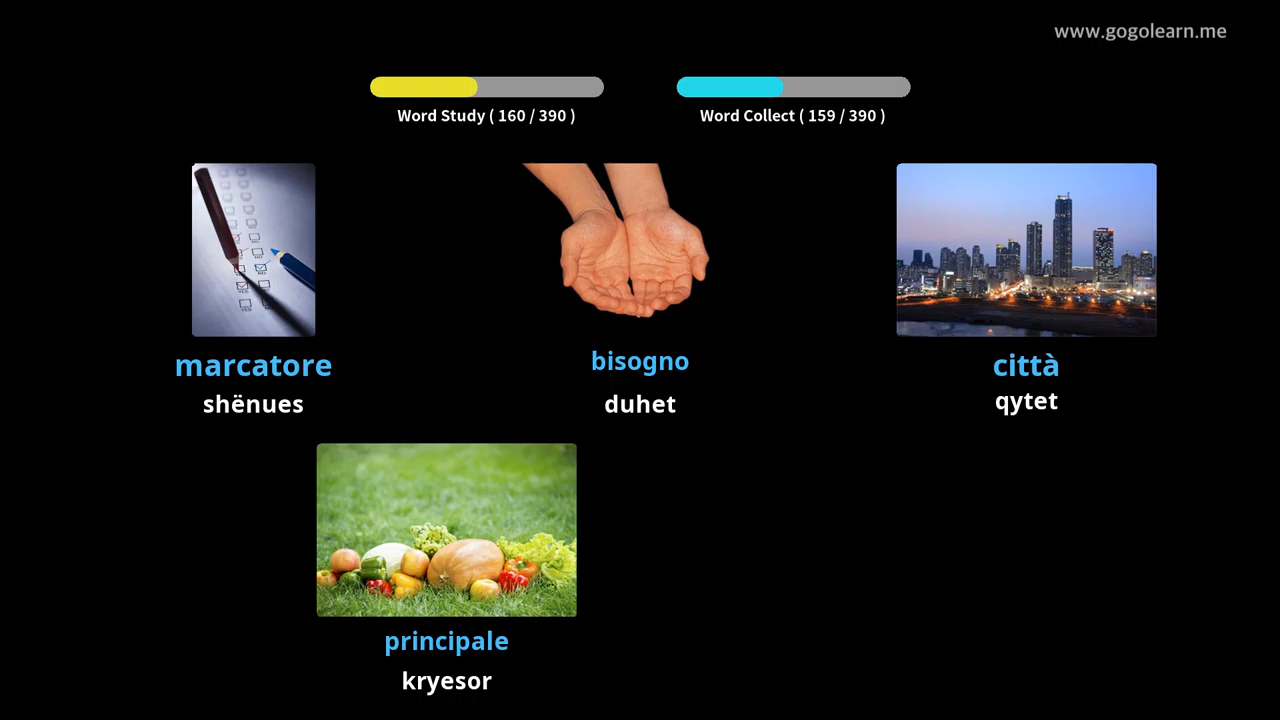 www.gogolearn.me
Word Study ( 160 / 390 )
Word Collect ( 159 / 390 )
marcatore
shënues
bisogno
duhet
città
qytet
principale
kryesor